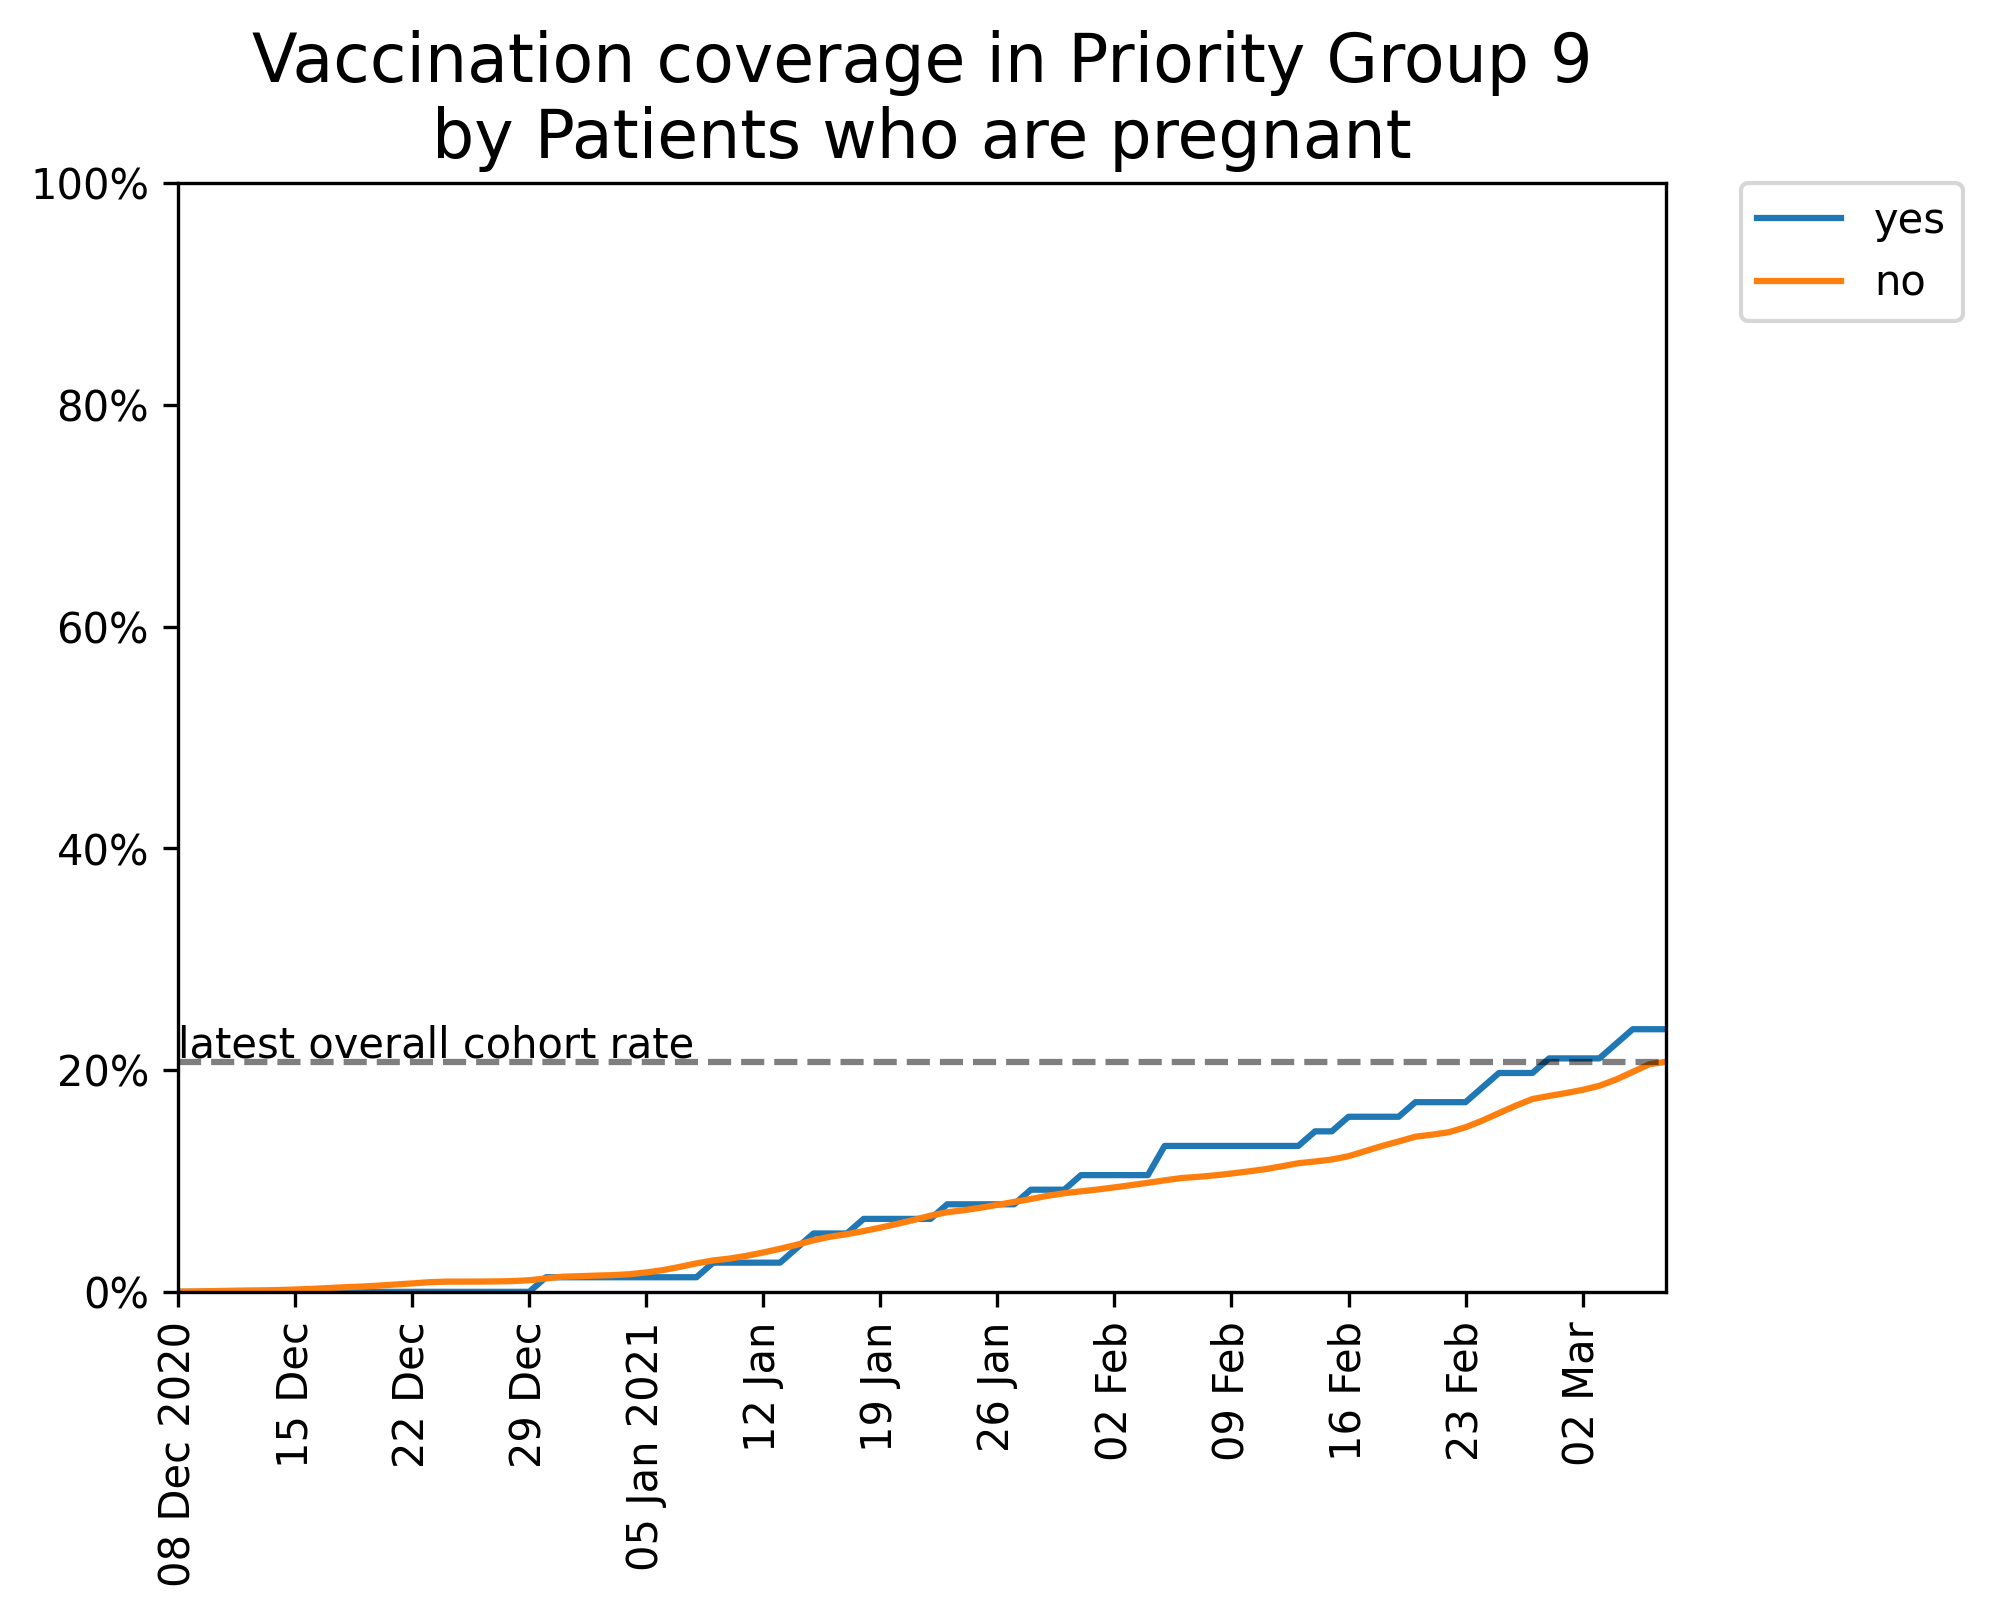 Vaccination coverage in Priority Group 9
by Patients who are pregnant
100%
80%
60%
40%
20%
0%
latest overall cohort rate
yes
no
08 Dec 2020
15 Dec
22 Dec
29 Dec
05 Jan 2021
12 Jan
19 Jan
26 Jan
02 Feb
09 Feb
16 Feb
23 Feb
02 Mar